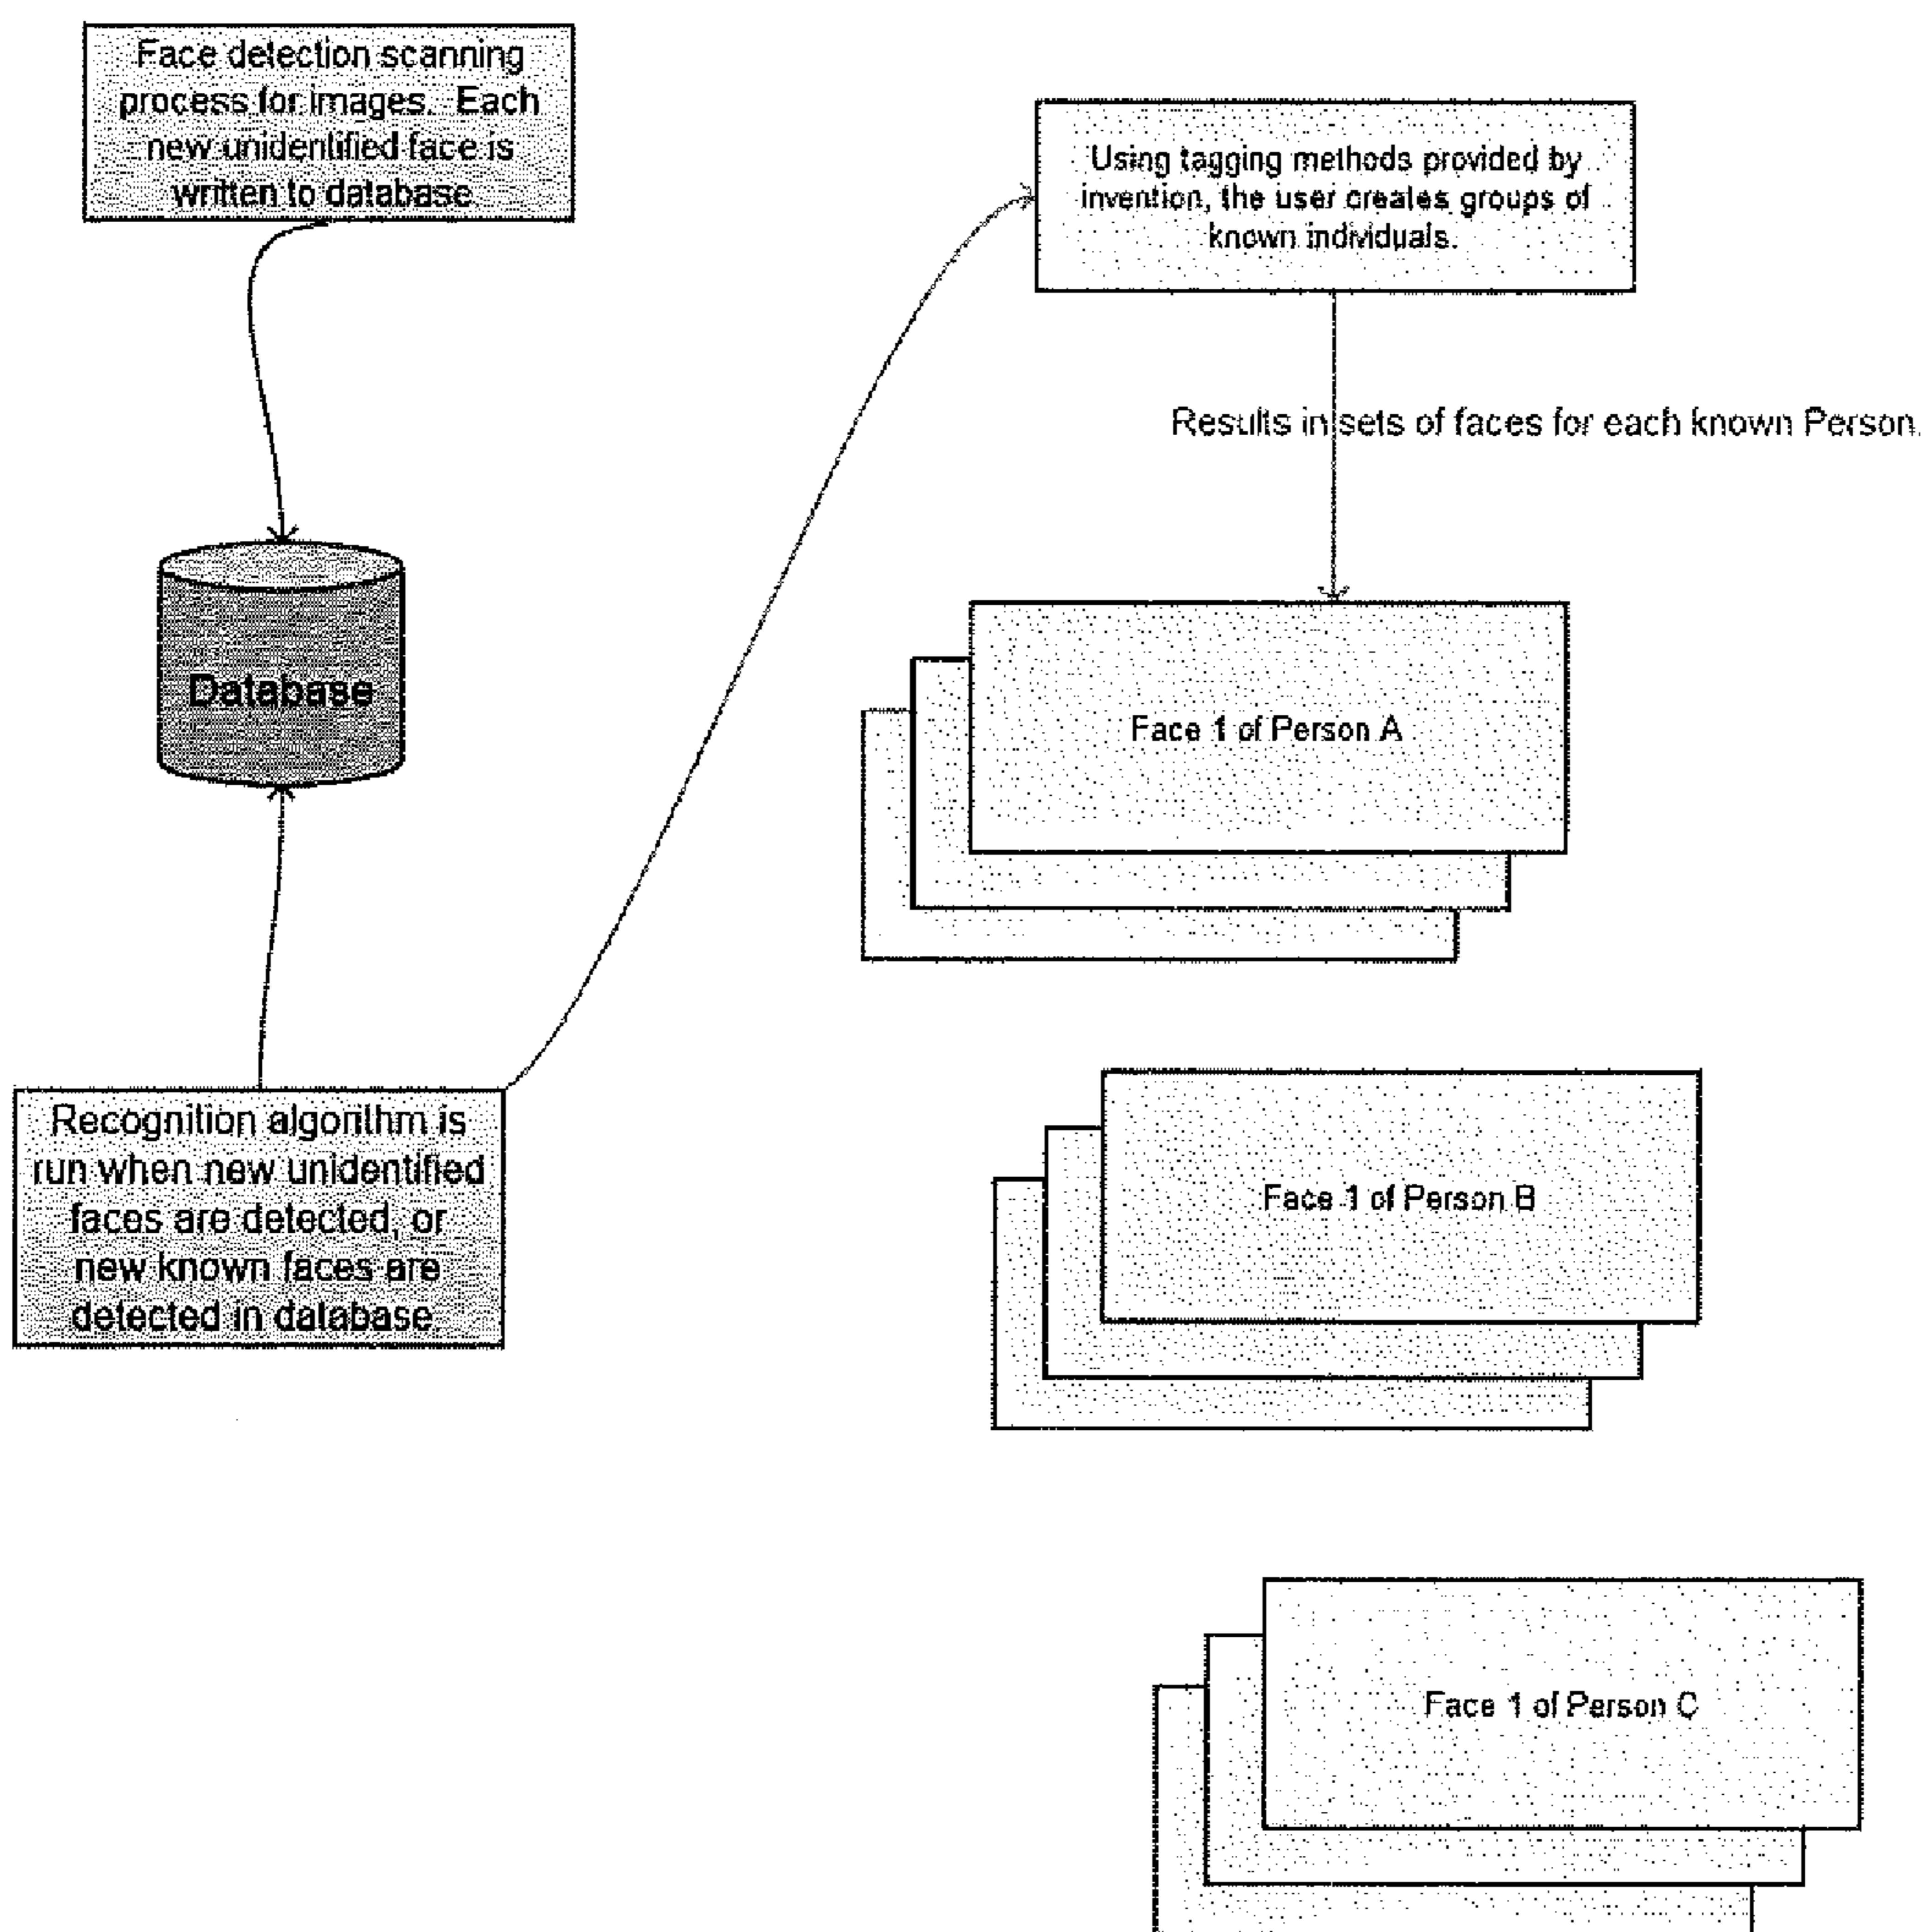 Face detection scanning
process for images. Each
new unidentified face is
written to database.
Using tagging methods provided by
invention, the user creates groups of
known individuals.
Results in sets of faces for each known Person.
Database
Face 1 of Person A
Recognition algorithm is
run when new unidentified
faces are detected, or
new known faces are
detected in database.
Face 1 of Person B
Face 1 of Person C